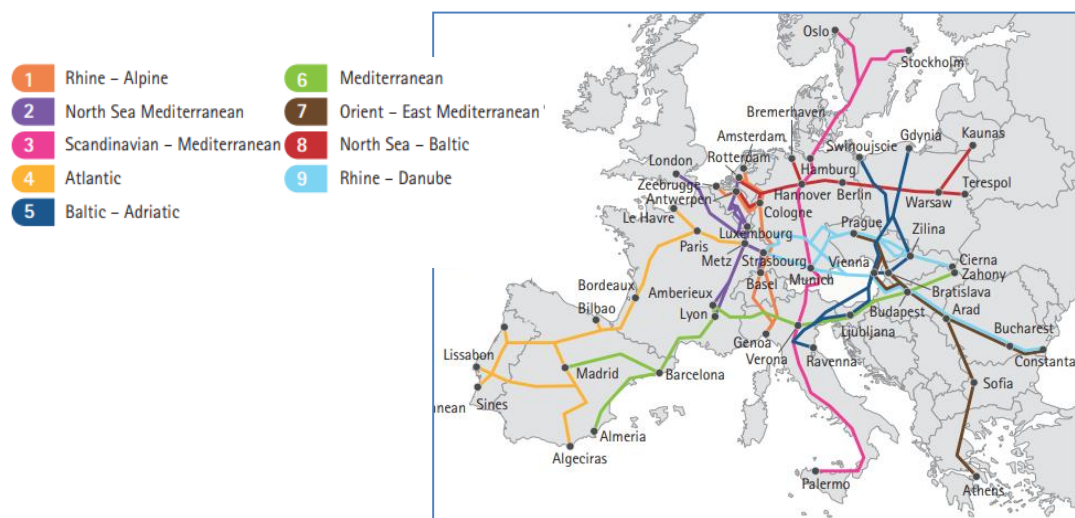 1 Rhine – Alpine
2 North Sea Mediterranean
3 Scandinavian – Mediterranean
4 Atlantic
5 Baltic – Adriatic
6 Mediterranean
7 Orient – East Mediterranean
8 North Sea – Baltic
9 Rhine – Danube
Oslo
Stockholm
Bremerhaven
Amsterdam
Swinoujscie
Gdynia
Kaunas
London
Rotterdam
Hamburg
Zeebrugge
Terespol
Antwerpen
Hannover
Berlin
Warsaw
Le Havre
Cologne
Luxembourg
Prague
Zilina
Paris
Metz
Strasbourg
Vienna
Cierna
Basel
Munich
Zahony
Bordeaux
Amberieux
Bratislava
Bilbao
Lyon
Budapest
Arad
Ljubljana
Bucharest
Genoa
Verona
Ravenna
Constanta
Lissabon
Madrid
Barcelona
Sofia
nean
Sines
Almeria
Algeciras
Palermo
Athens